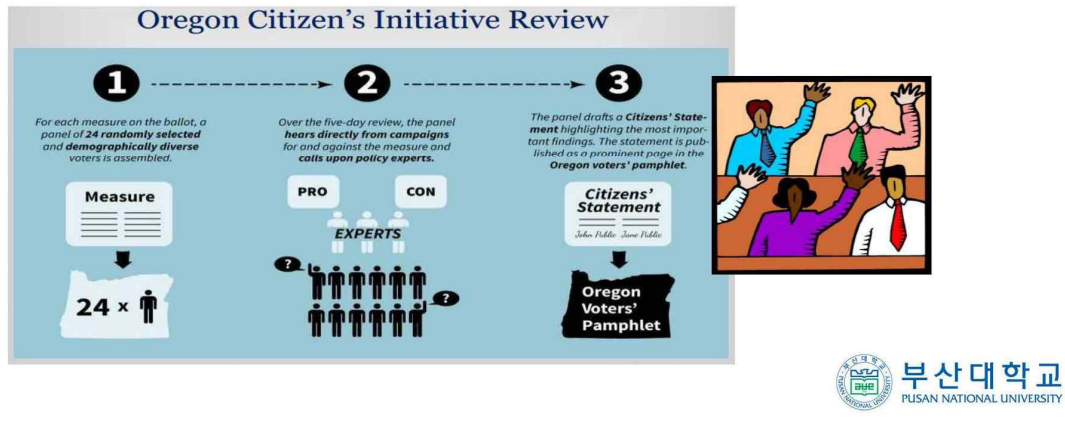 Oregon Citizen's Initiative Review
1
For each measure on the ballot, a
panel of 24 randomly selected
and demographically diverse
voters is assembled.
Measure
24 x
2
Over the five-day review, the panel
hears directly from campaigns
for and against the measure and
calls upon policy experts.
PRO
CON
EXPERTS
?
?
3
The panel drafts a Citizens' State-
ment highlighting the most impor-
tant findings. The statement is pub-
lished as a prominent page in the
Oregon voters' pamphlet.
Citizens'
Statement
John Public Jane Public
Oregon
Voters'
Pamphlet
부산대학교
PUSAN NATIONAL UNIVERSITY